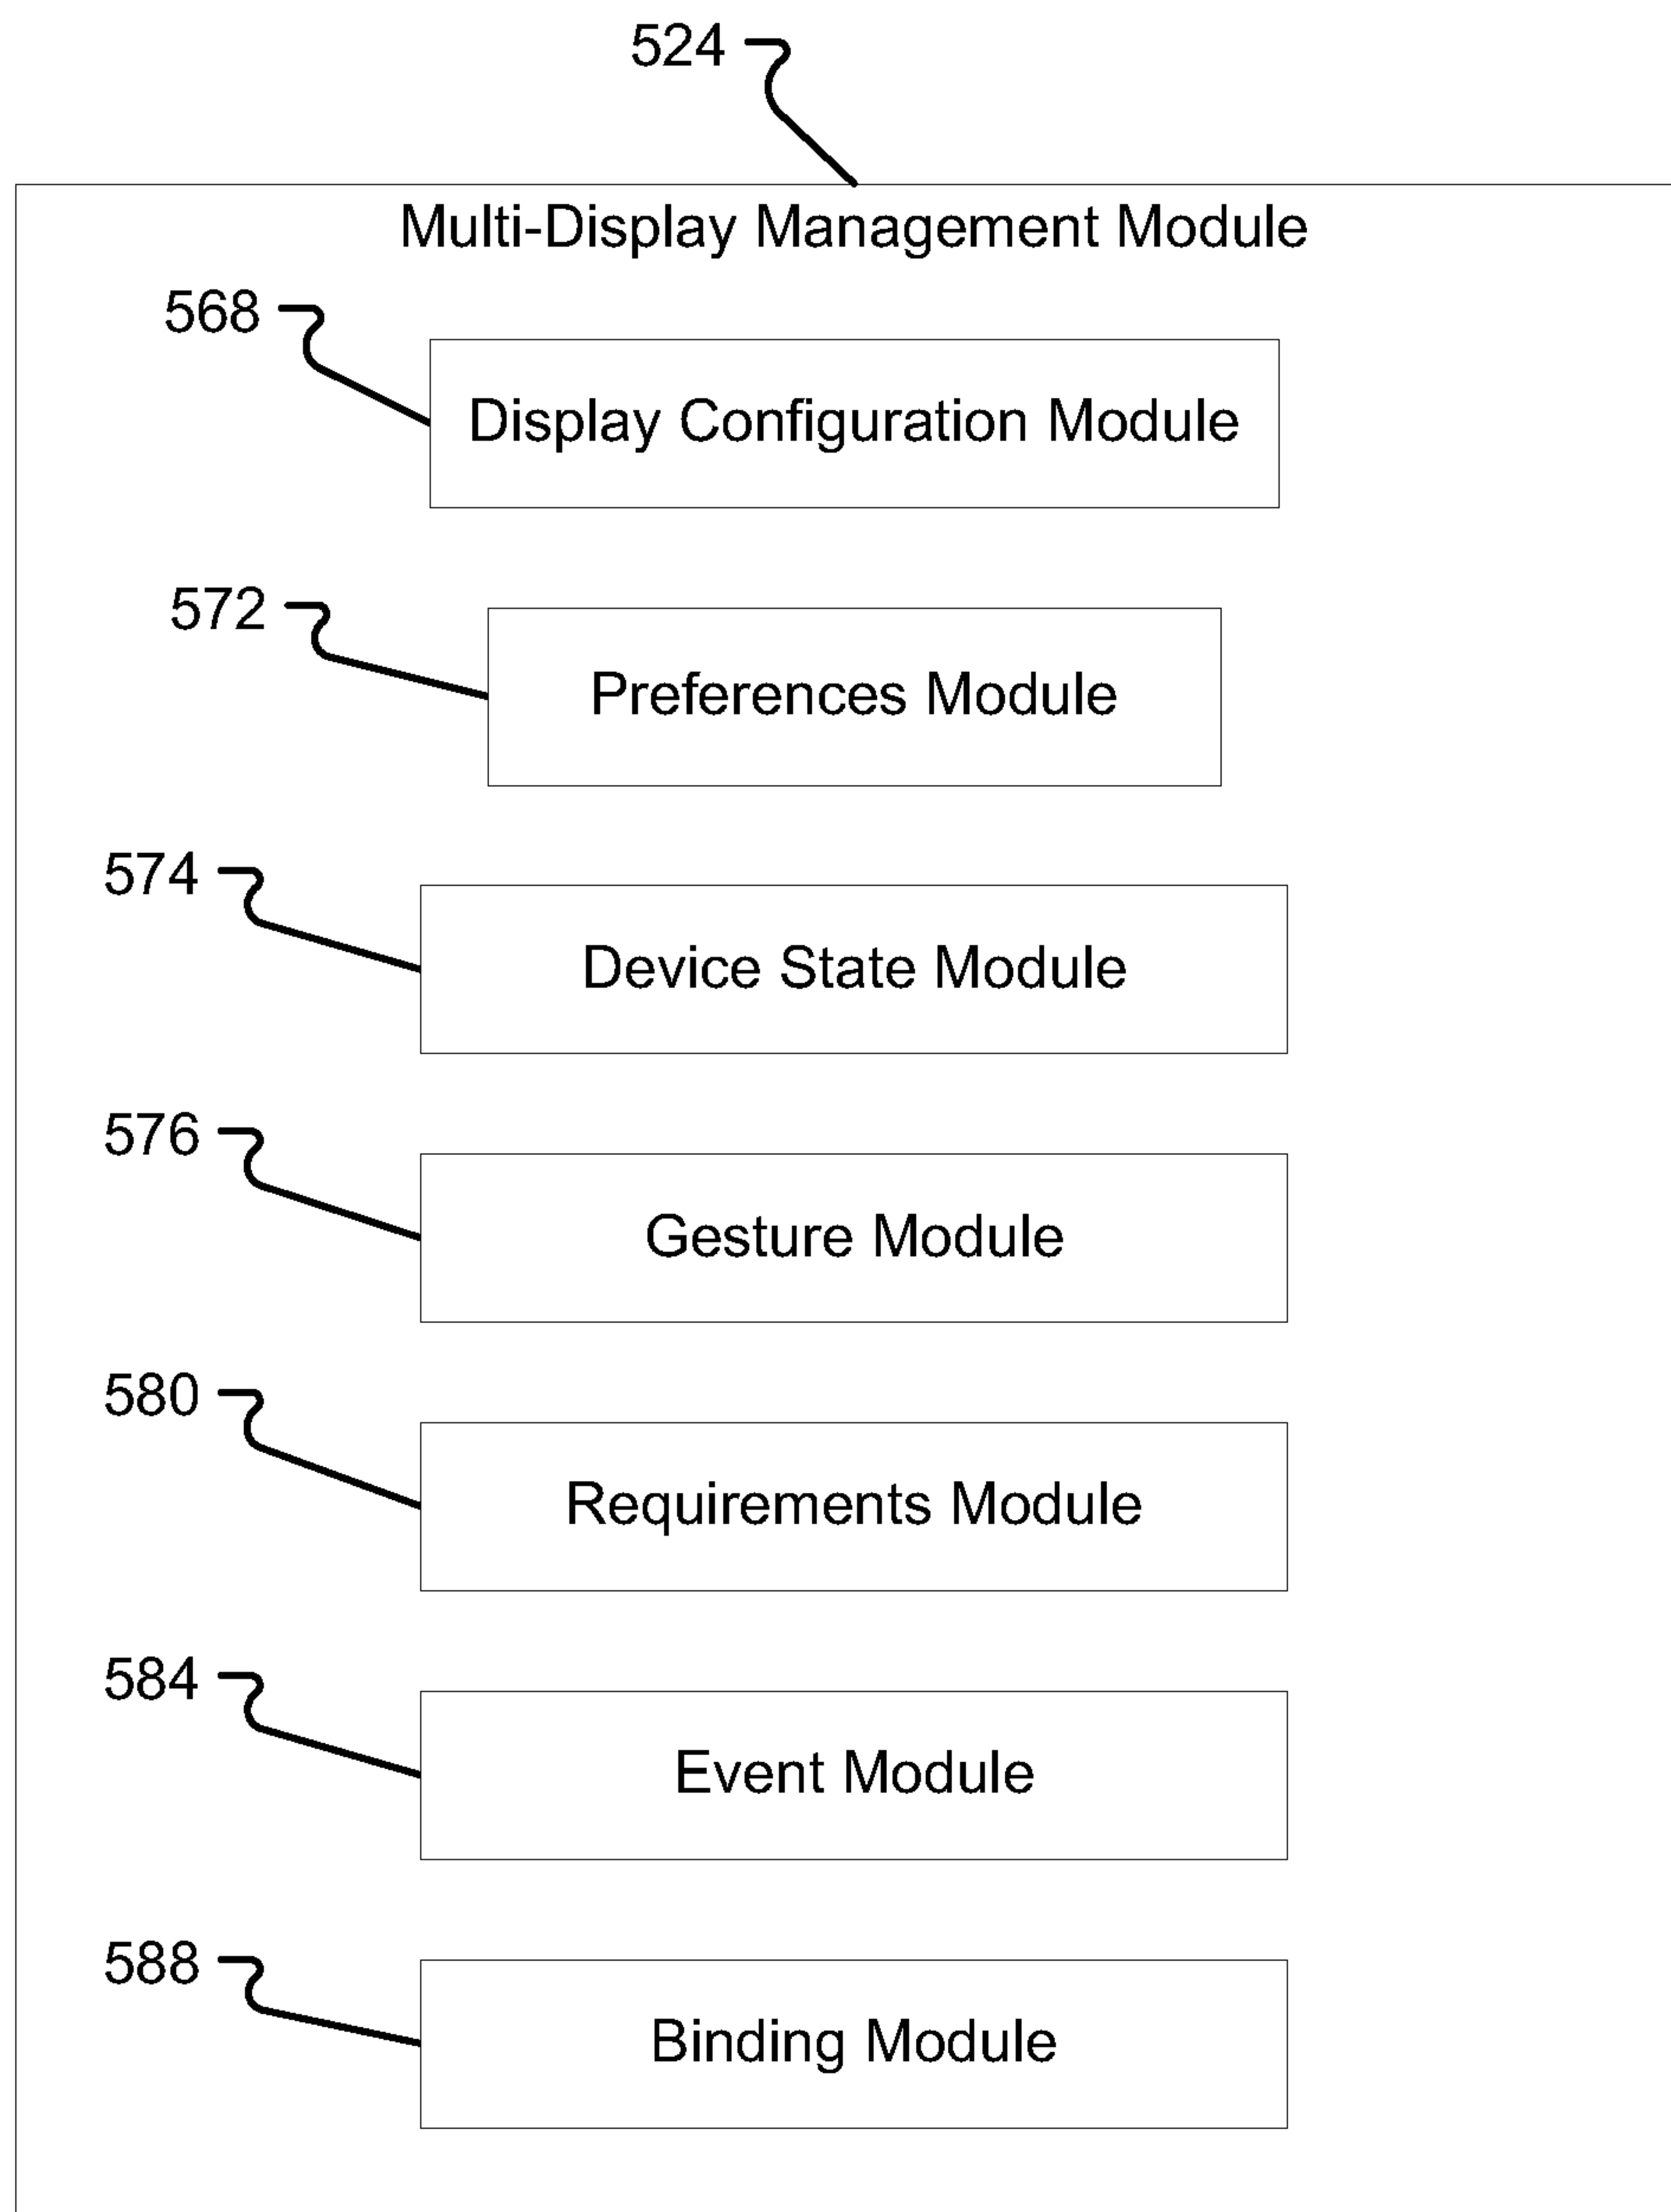 524
Multi-Display Management Module
568
Display Configuration Module
572
Preferences Module
574
Device State Module
576
Gesture Module
580
Requirements Module
584
Event Module
588
Binding Module